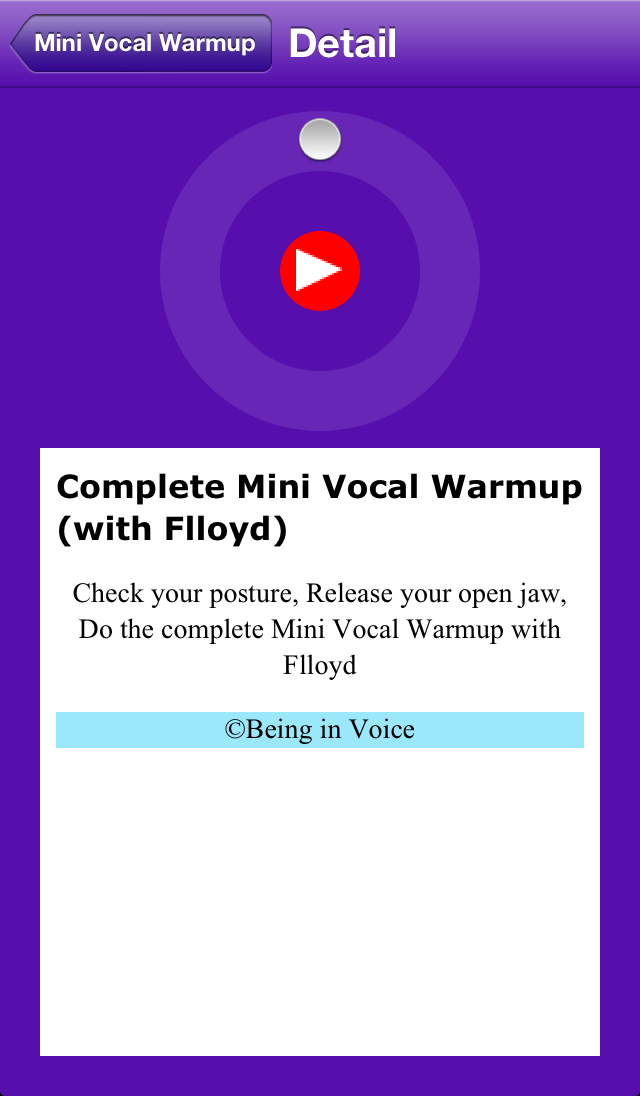 Mini Vocal Warmup
Detail
Complete Mini Vocal Warmup
(with Flloyd)
Check your posture, Release your open jaw,
Do the complete Mini Vocal Warmup with
Flloyd
©Being in Voice